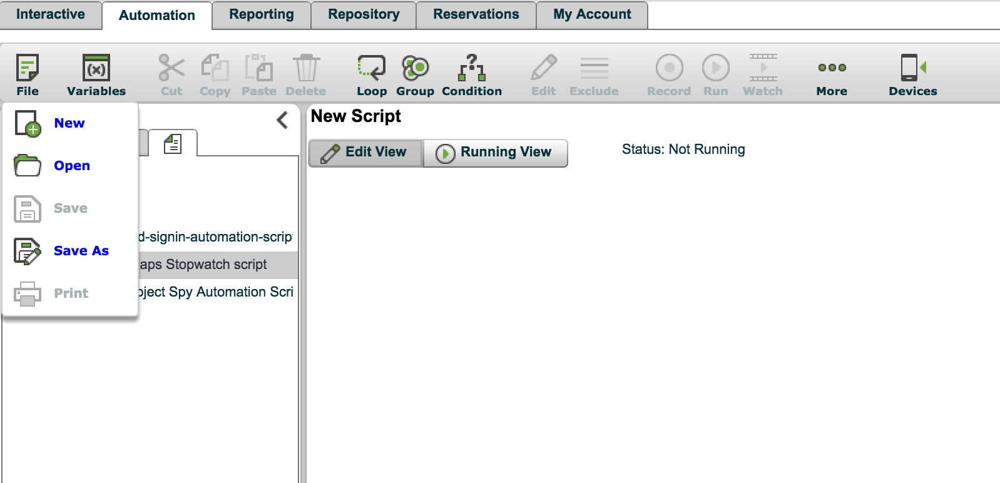 Interactive Automation Reporting Repository Reservations My Account
File Variables Cut Copy Paste Delete Loop Group Condition Edit Exclude Record Run Watch More Devices
New
Open
Save
Save As
Print
d-signin-automation-scrip
aps Stopwatch script
ject Spy Automation Scri
New Script
Edit View Running View Status: Not Running